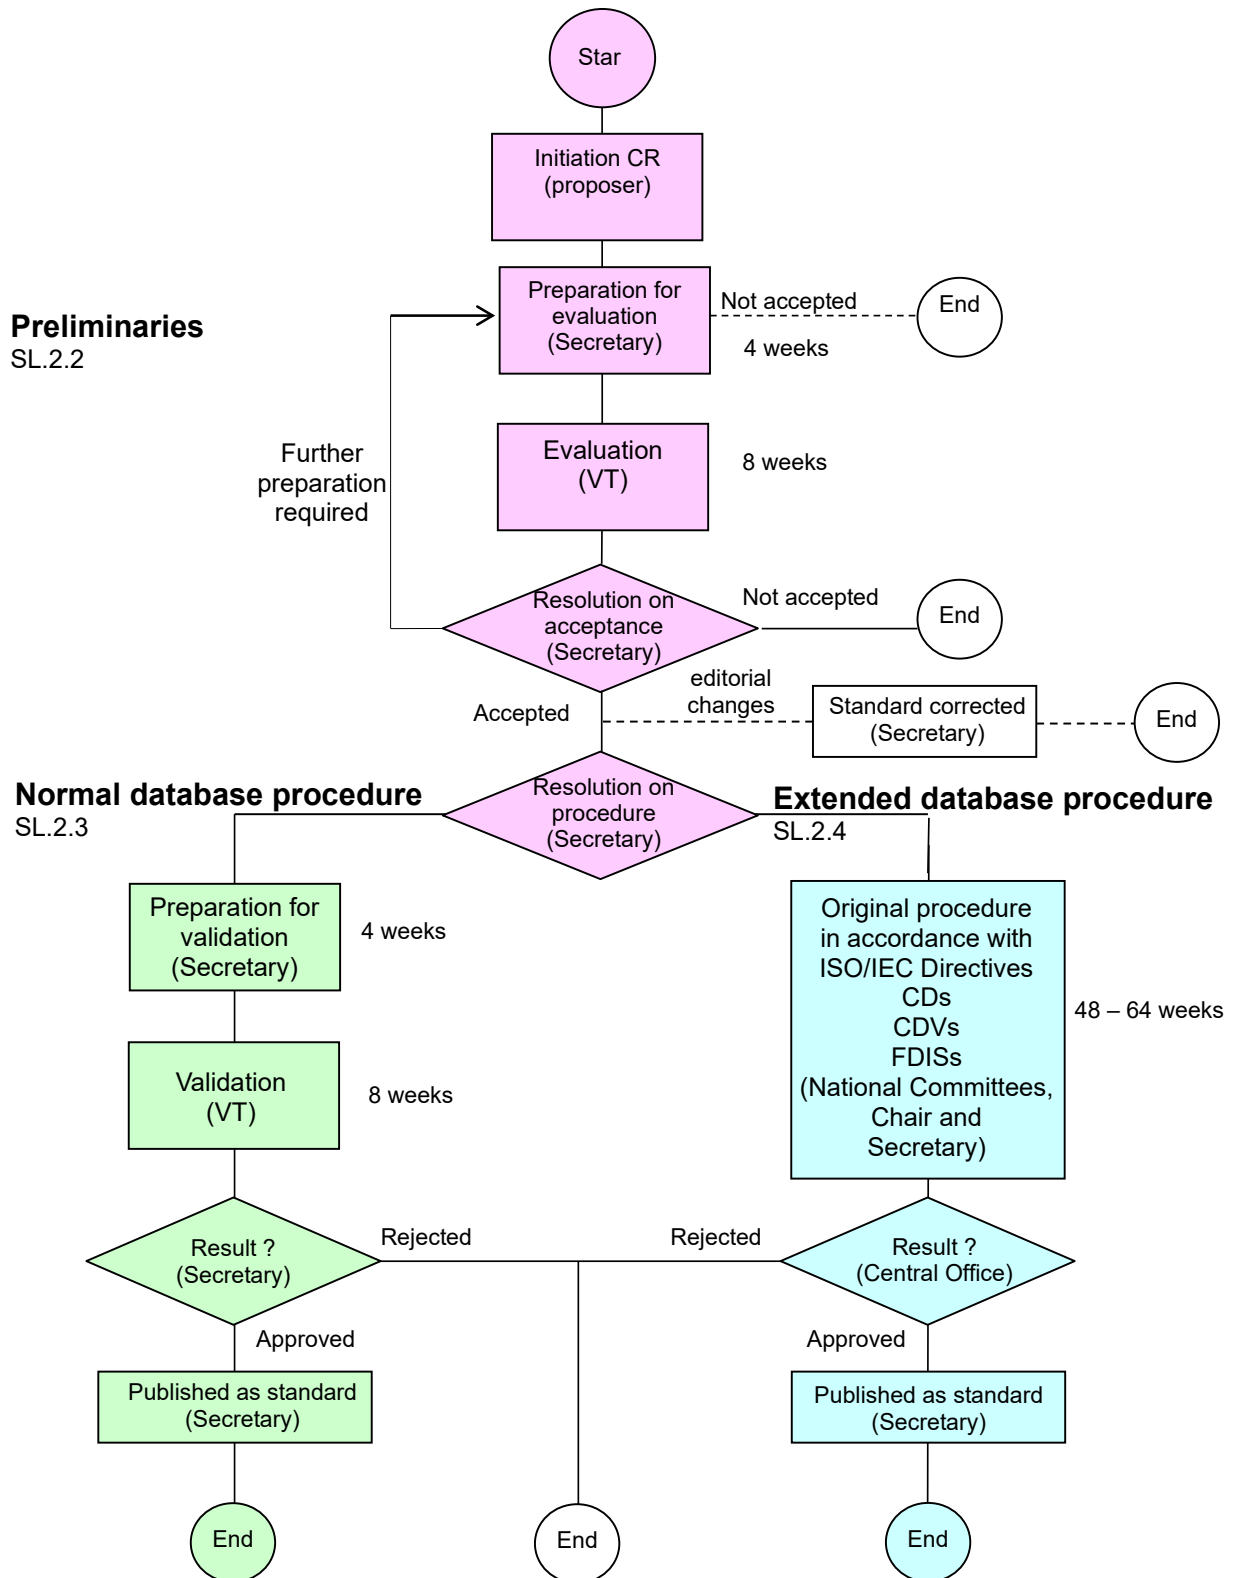 Star
Initiation CR
(proposer)
Preparation for
evaluation
(Secretary)
Not accepted
4 weeks
End
Preliminaries
SL.2.2
Further
preparation
required
Evaluation
(VT)
8 weeks
Resolution on
acceptance
(Secretary)
Not accepted
End
Accepted
editorial
changes
Standard corrected
(Secretary)
End
Normal database procedure
SL.2.3
Resolution on
procedure
(Secretary)
Extended database procedure
SL.2.4
Preparation for
validation
(Secretary)
4 weeks
Validation
(VT)
8 weeks
Original procedure
in accordance with
ISO/IEC Directives
CDs
CDVs
FDISs
(National Committees,
Chair and
Secretary)
48 – 64 weeks
Result ?
(Secretary)
Rejected
Rejected
Result ?
(Central Office)
Approved
Approved
Published as standard
(Secretary)
Published as standard
(Secretary)
End
End
End